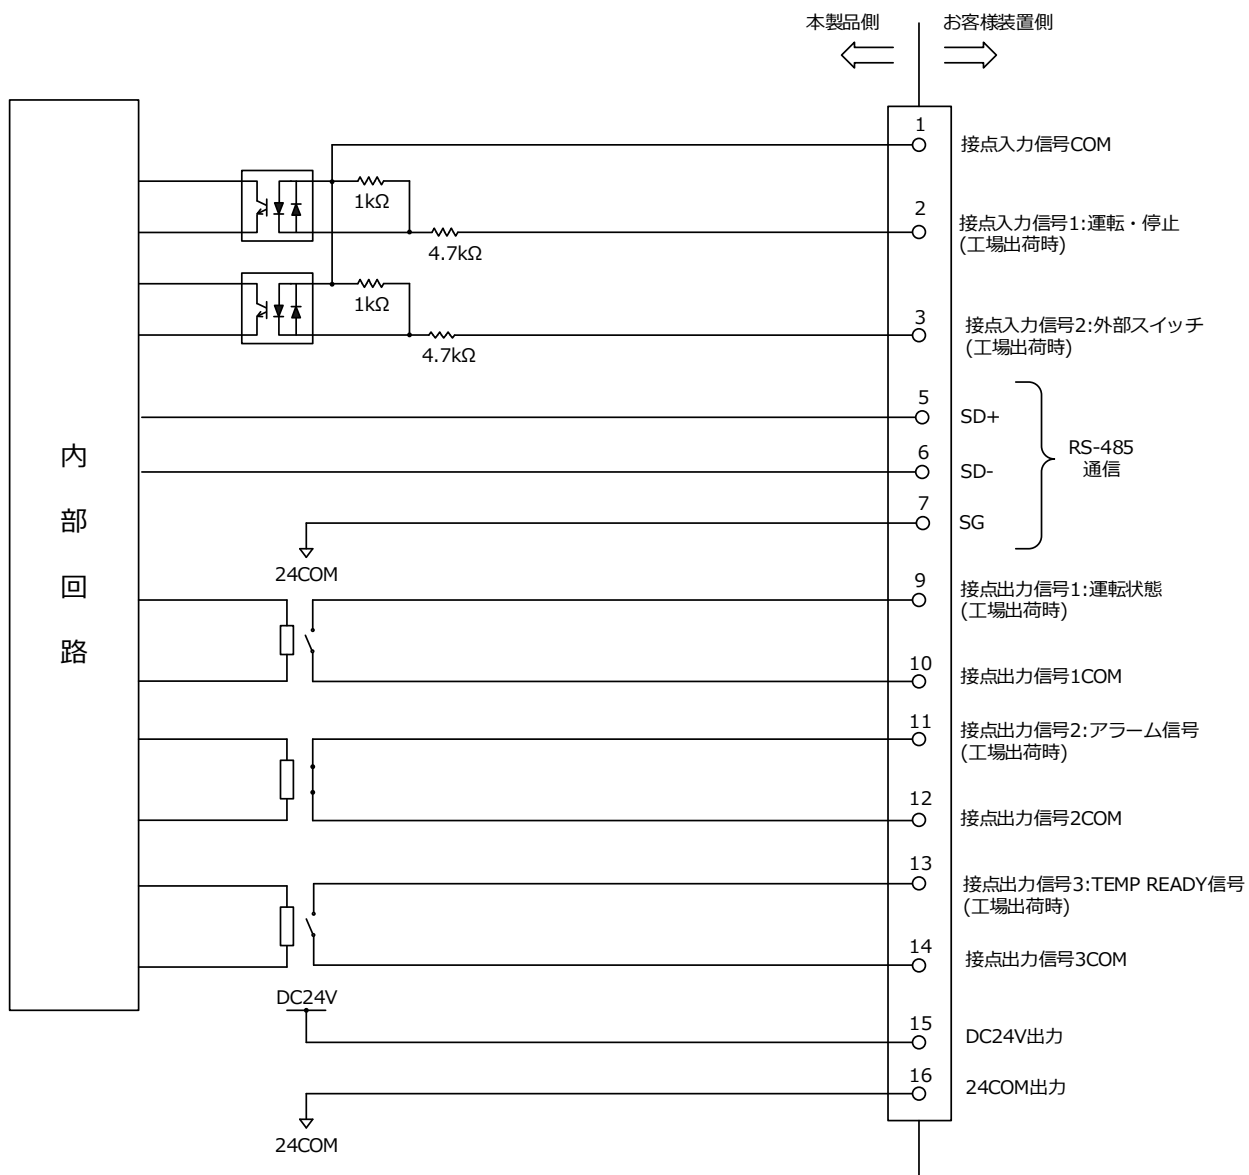 本製品側
お客様装置側
内
部
回
路
1
接点入力信号COM
1kΩ
2
接点入力信号1:運転・停止
(工場出荷時)
4.7kΩ
1kΩ
3
接点入力信号2:外部スイッチ
(工場出荷時)
4.7kΩ
5
SD+
6
SD-
RS-485
通信
7
SG
24COM
9
接点出力信号1:運転状態
(工場出荷時)
10
接点出力信号1COM
11
接点出力信号2:アラーム信号
(工場出荷時)
12
接点出力信号2COM
13
接点出力信号3:TEMP READY信号
(工場出荷時)
14
接点出力信号3COM
DC24V
15
DC24V出力
16
24COM出力
24COM